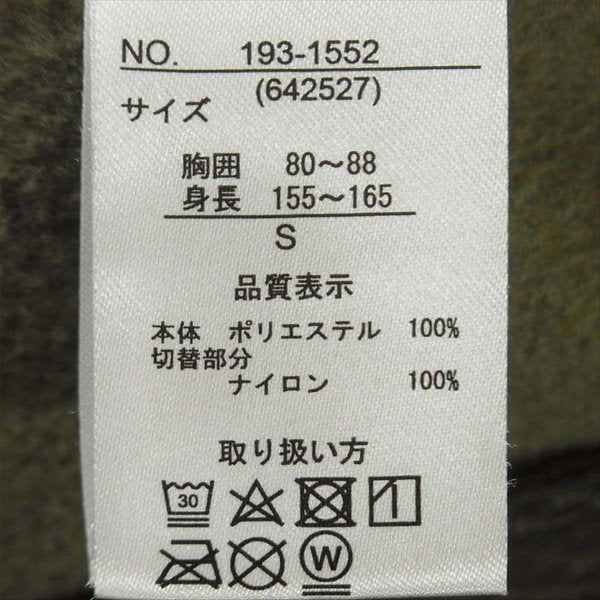 NO. 193-1552
(642527)
サイズ
胸囲 80～88
身長 155～165
S
品質表示
本体 ポリエステル 100%
切替部分
ナイロン 100%
取り扱い方
30
W